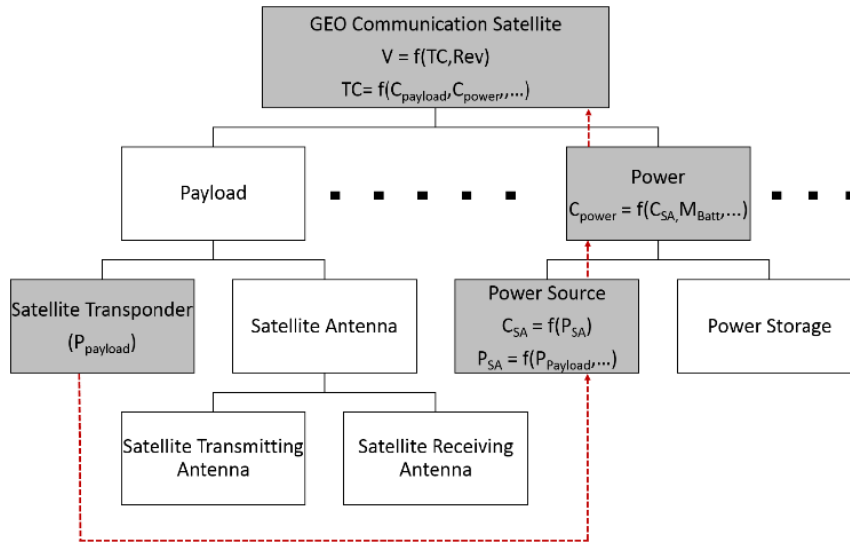 GEO Communication Satellite
V = f(TC,Rev)
TC= f(Cpayload,Cpower,,...)
Payload
Power
Cpower = f(CSA,MBatt,...)
Satellite Transponder
(Ppayload)
Satellite Antenna
Power Source
CSA = f(PSA)
PSA = f(PPayload,...)
Power Storage
Satellite Transmitting
Antenna
Satellite Receiving
Antenna